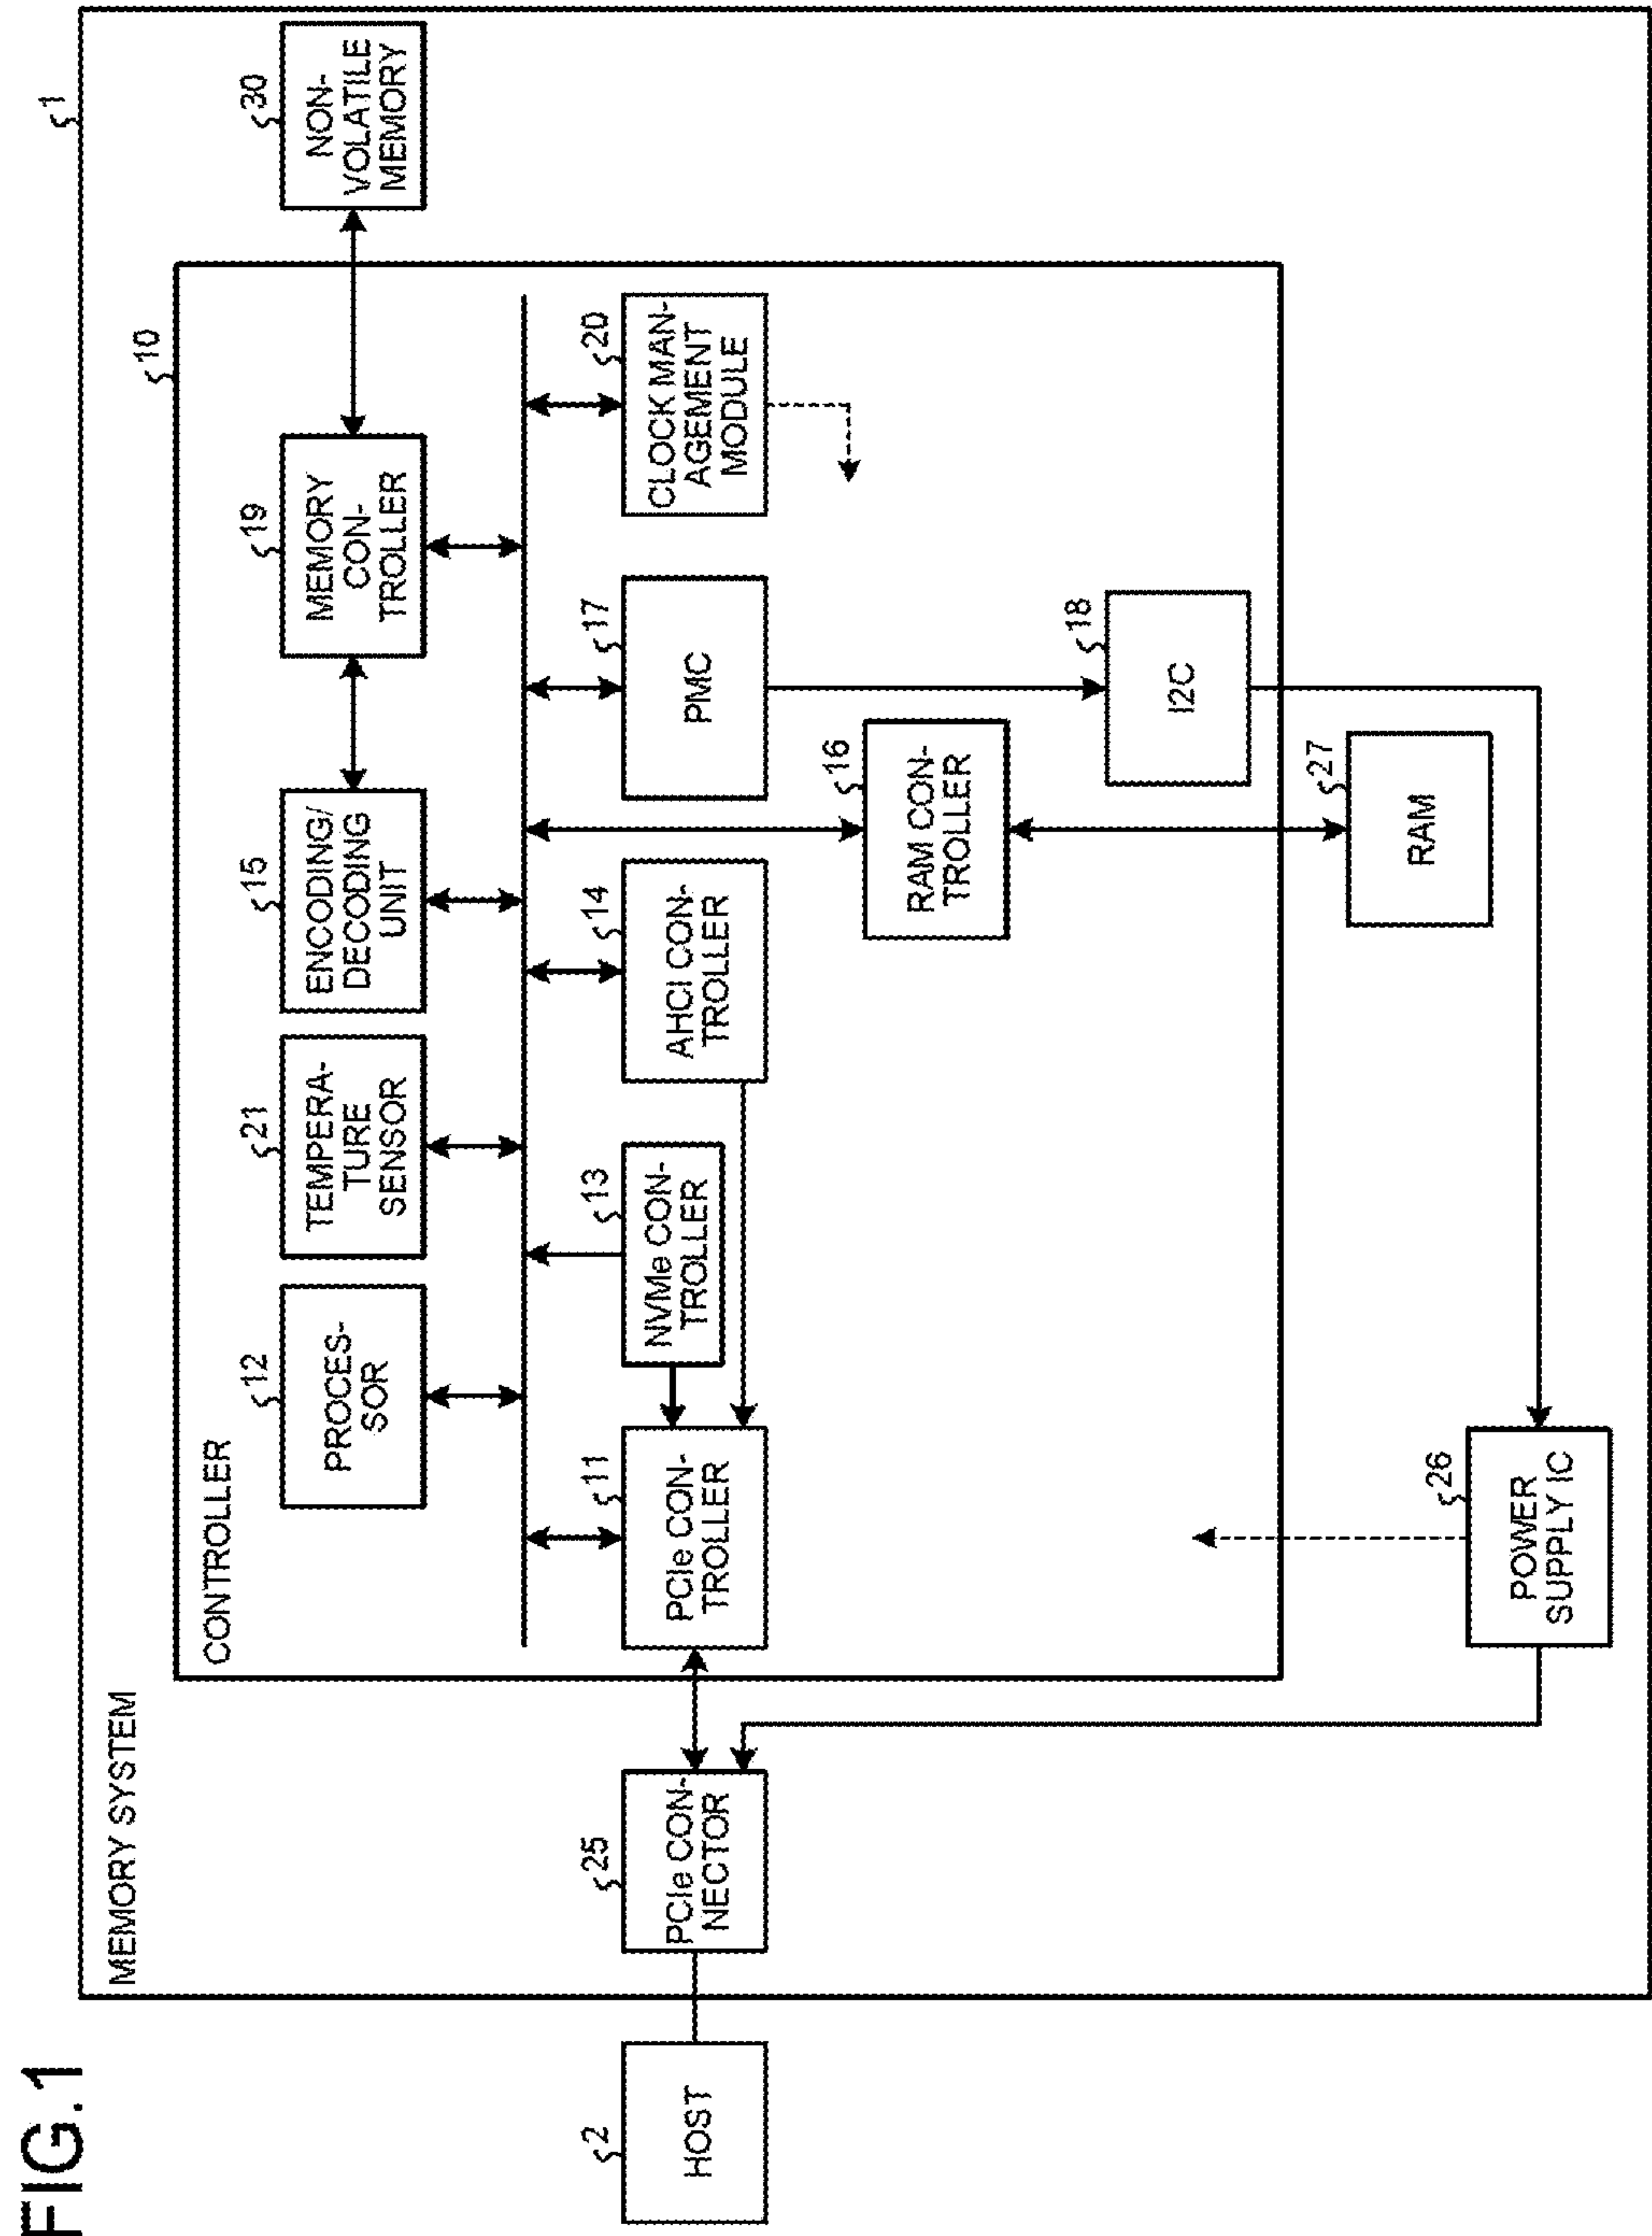 FIG.1
1
MEMORY SYSTEM
10
CONTROLLER
12
PROCES-
SOR
21
TEMPERA-
TURE
SENSOR
15
ENCODING/
DECODING
UNIT
19
MEMORY
CON-
TROLLER
30
NON-
VOLATILE
MEMORY
2
HOST
25
PCIe CON-
NECTOR
11
PCIe CON-
TROLLER
13
NVMe CON-
TROLLER
14
AHCI CON-
TROLLER
17
PMC
20
CLOCK MAN-
AGEMENT
MODULE
16
RAM CON-
TROLLER
18
I2C
27
RAM
26
POWER
SUPPLY IC